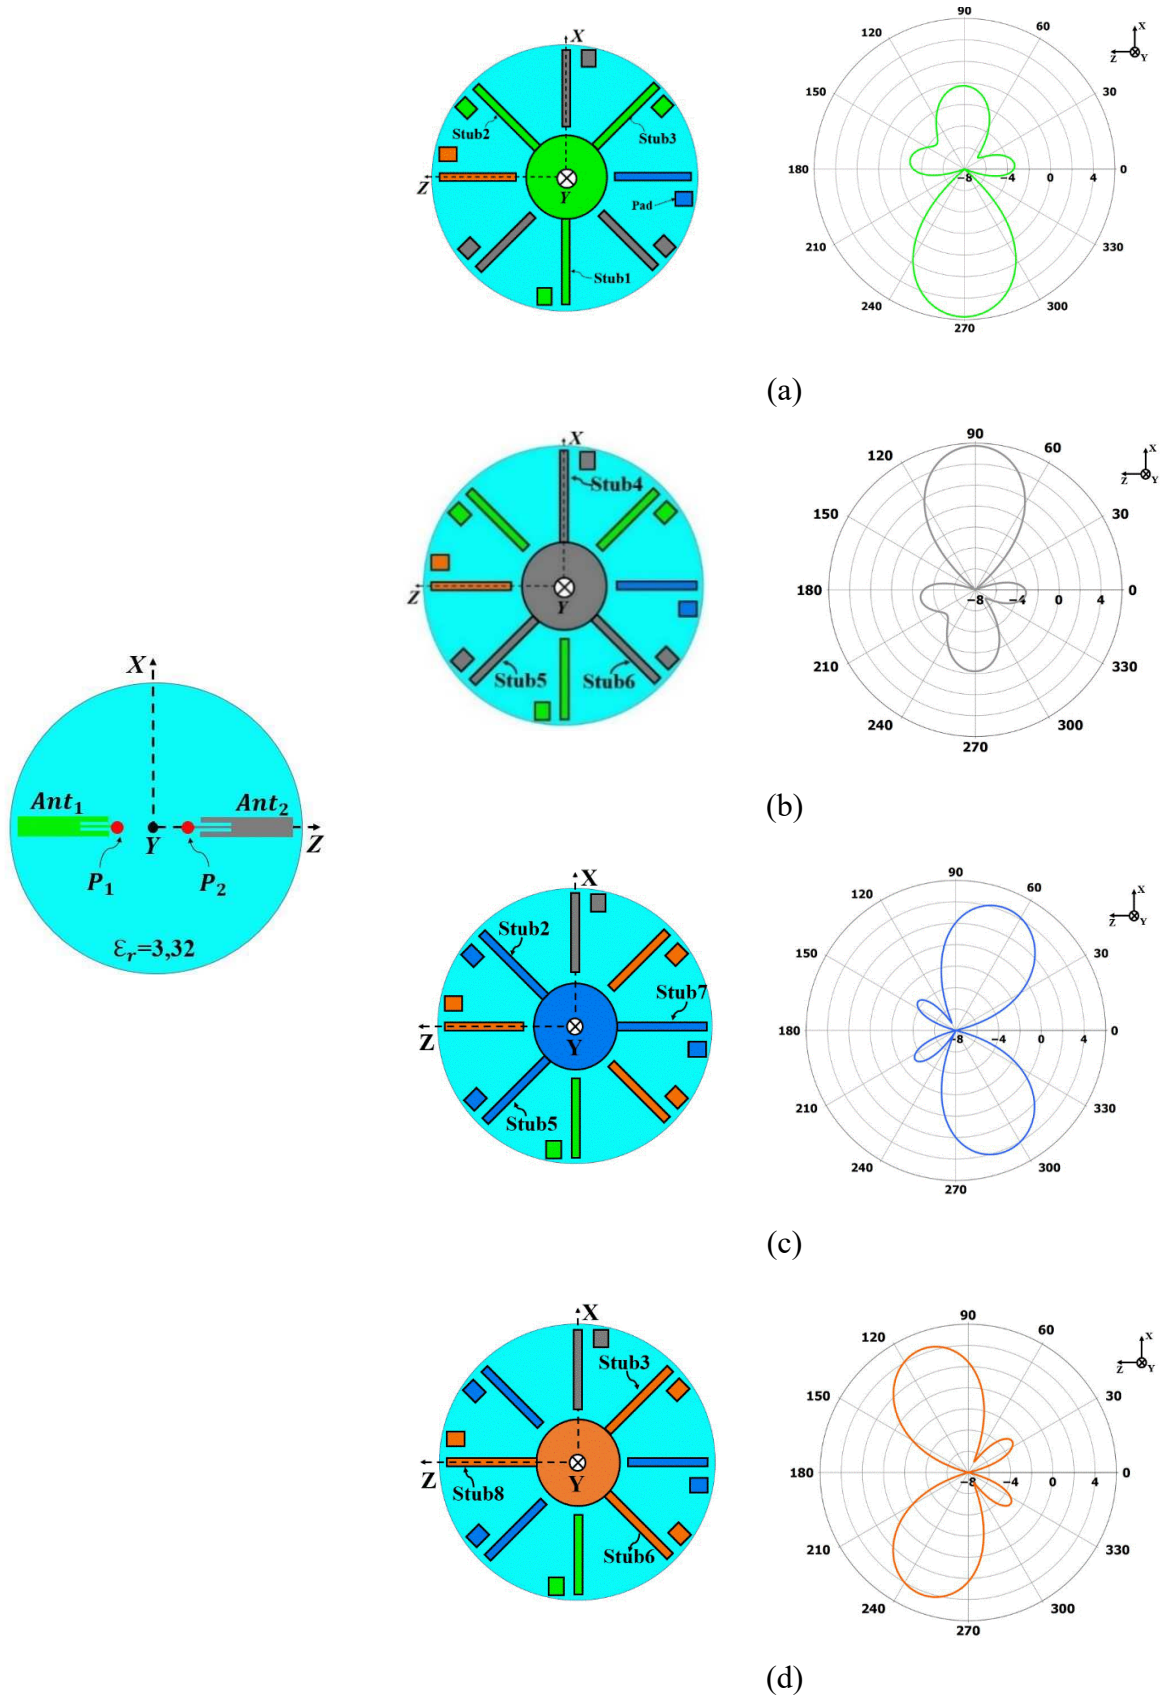 X
Stub2
Stub3
Z
Y
Pad
Stub1
90
120
60
150
30
180
-8
-4
0
4
0
210
330
240
300
270
X
Z
Y
(a)
X
Stub4
Z
Y
Stub5
Stub6
90
120
60
150
30
180
-8
-4
0
4
0
210
330
240
300
270
X
Z
Y
(b)
X
Ant1
Ant2
Y
Z
P1
P2
Ɛr=3,32
X
Stub2
Stub7
Z
Y
Stub5
90
120
60
150
30
180
-8
-4
0
4
0
210
330
240
300
270
X
Z
Y
(c)
X
Stub3
Z
Y
Stub8
Stub6
90
120
60
150
30
180
-8
-4
0
4
0
210
330
240
300
270
X
Z
Y
(d)